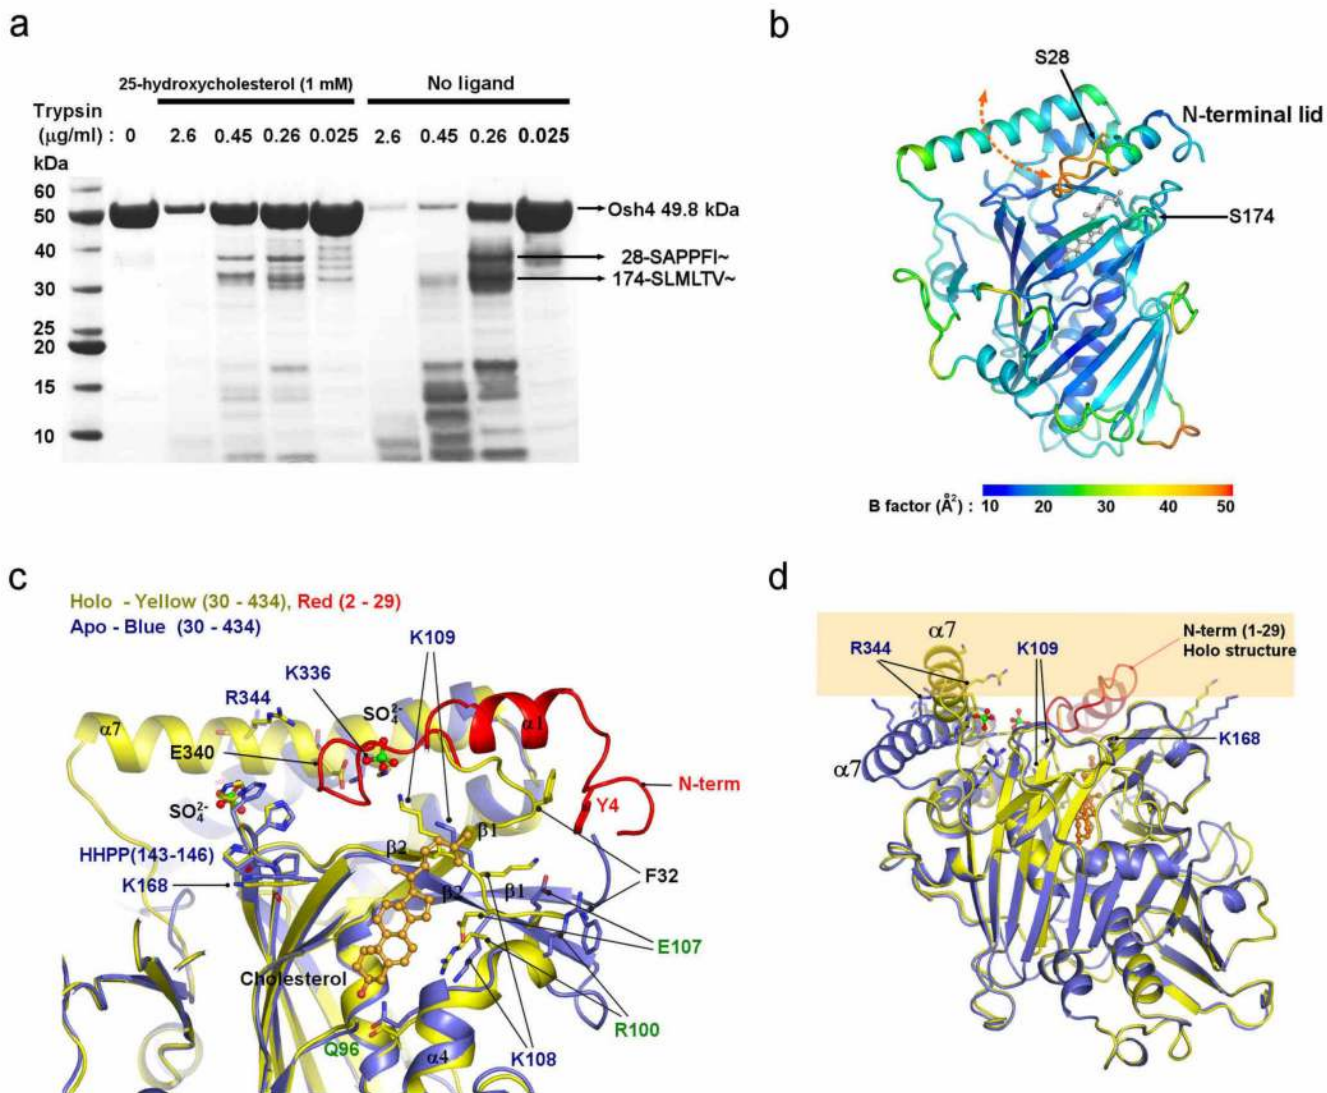 a
25-hydroxycholesterol (1 mM) No ligand
Trypsin
(µg/ml) : 0 2.6 0.45 0.26 0.025 2.6 0.45 0.26 0.025
kDa
60
50
40
30
25
20
15
10
Osh4 49.8 kDa
28-SAPPFI~
174-SLMLTV~
b
S28
N-terminal lid
S174
B factor (Å²) : 10 20 30 40 50
c
Holo - Yellow (30 - 434), Red (2 - 29)
Apo - Blue (30 - 434)
K109
K336
R344
SO₄²⁻
α7
α1
E340
N-term
SO₄²⁻
Y4
β1
HHPP(143-146)
β2
F32
K168
β2
β1
E107
Cholesterol
R100
Q96
α4
K108
d
α7
R344
K109
N-term (1-29)
Holo structure
K168
α7